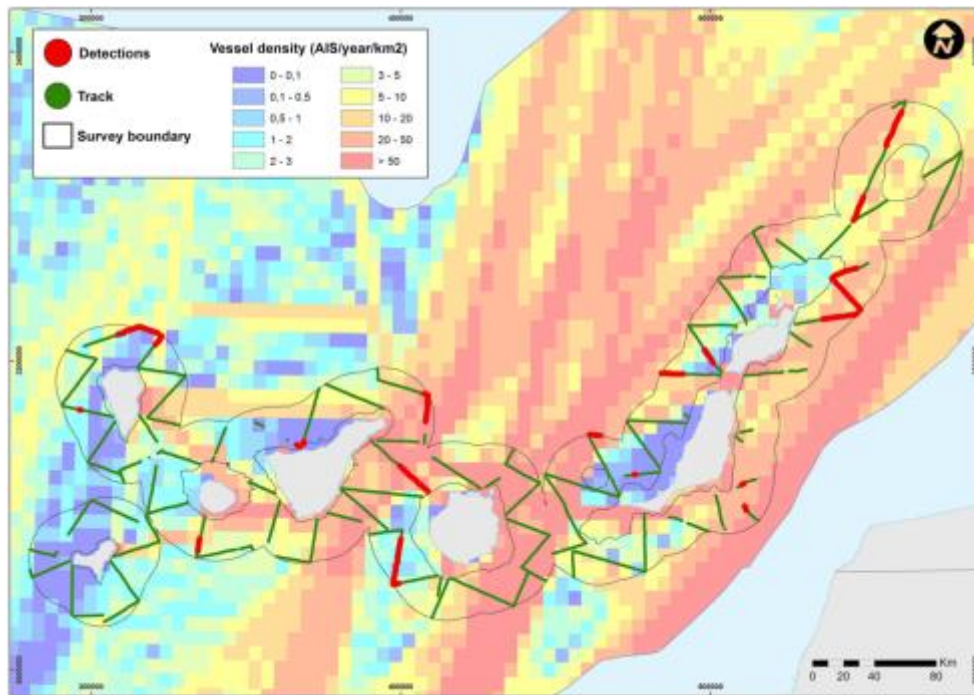 Detections
Track
Survey boundary
Vessel density (AIS/year/km2)
0 - 0,1
0,1 - 0,5
0,5 - 1
1 - 2
2 - 3
3 - 5
5 - 10
10 - 20
20 - 50
> 50
N
Km
0 20 40 80